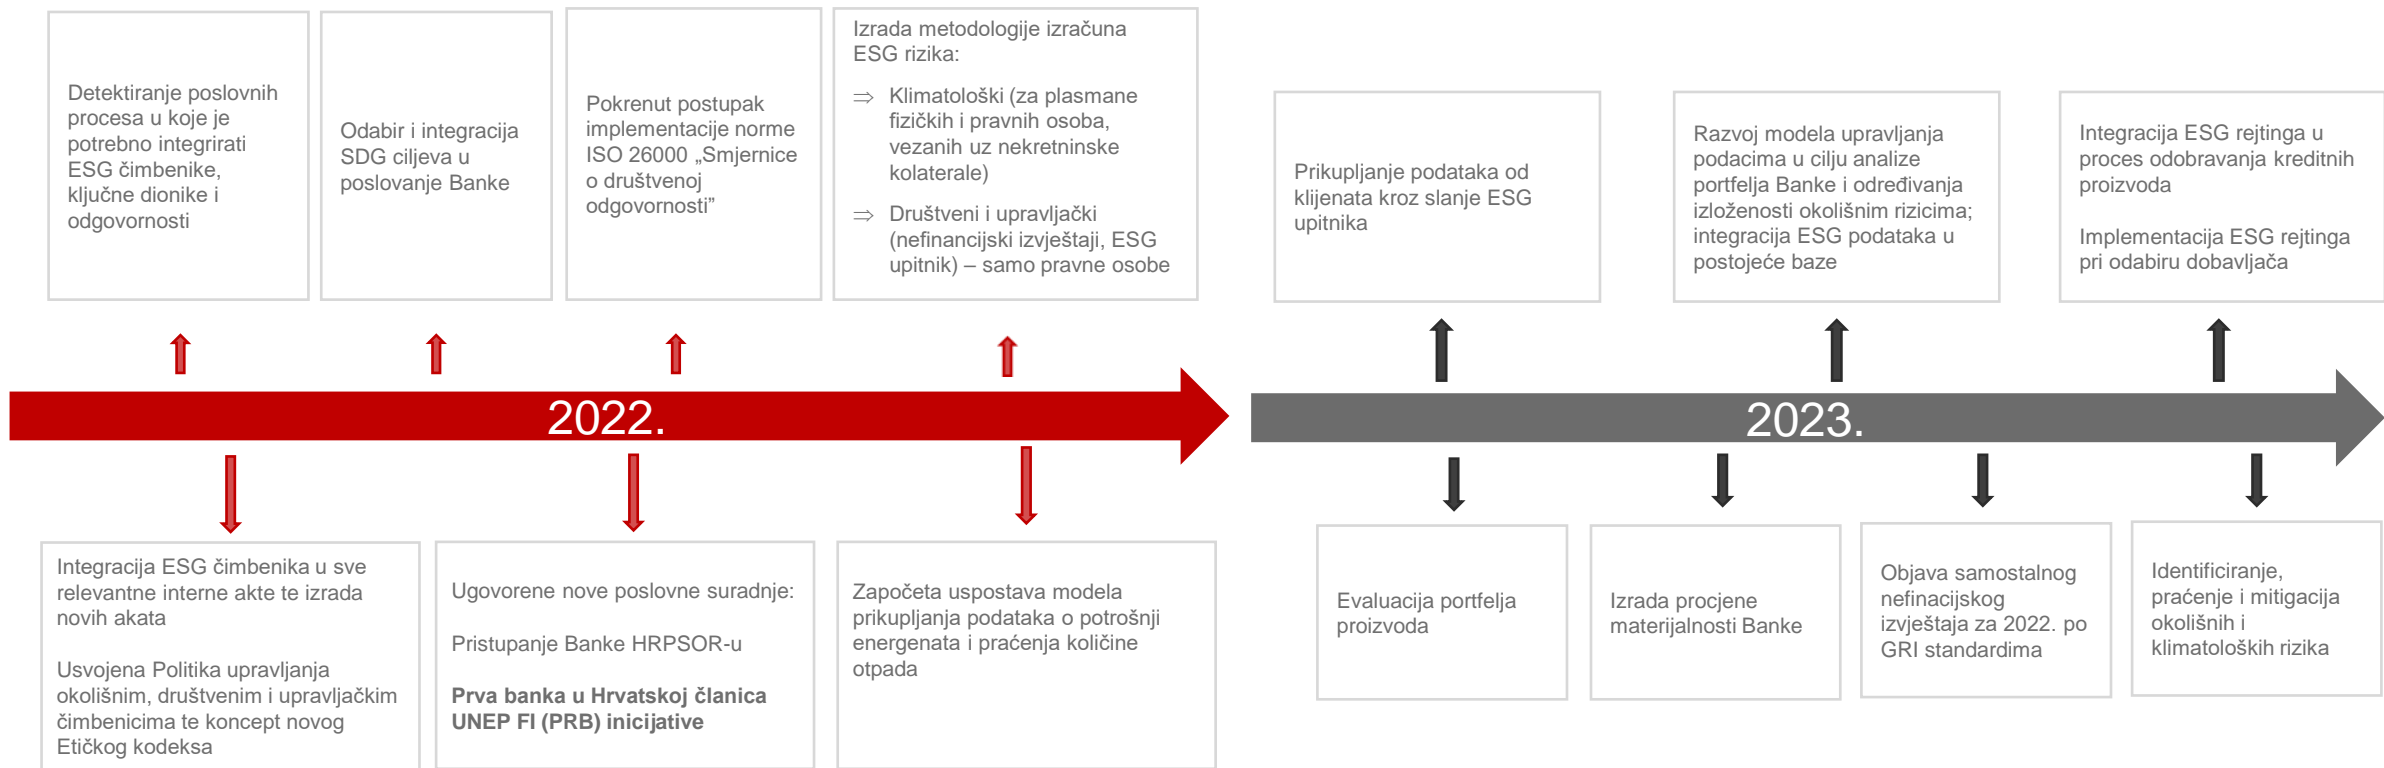 Detektiranje poslovnih
procesa u koje je
potrebno integrirati
ESG čimbenike,
ključne dionike i
odgovornosti
Odabir i integracija
SDG ciljeva u
poslovanje Banke
Pokrenut postupak
implementacije norme
ISO 26000 „Smjernice
o društvenoj
odgovornosti”
Izrada metodologije izračuna
ESG rizika:
⇒ Klimatološki (za plasmane
fizičkih i pravnih osoba,
vezanih uz nekretninske
kolaterale)
⇒ Društveni i upravljački
(nefinancijski izvještaji, ESG
upitnik) – samo pravne osobe
Prikupljanje podataka od
klijenata kroz slanje ESG
upitnika
Razvoj modela upravljanja
podacima u cilju analize
portfelja Banke i određivanja
izloženosti okolišnim rizicima;
integracija ESG podataka u
postojeće baze
Integracija ESG rejtinga u
proces odobravanja kreditnih
proizvoda
Implementacija ESG rejtinga
pri odabiru dobavljača
2022.
2023.
Integracija ESG čimbenika u sve
relevantne interne akte te izrada
novih akata
Usvojena Politika upravljanja
okolišnim, društvenim i upravljačkim
čimbenicima te koncept novog
Etičkog kodeksa
Ugovorene nove poslovne suradnje:
Pristupanje Banke HRPSOR-u
Prva banka u Hrvatskoj članica
UNEP FI (PRB) inicijative
Započeta uspostava modela
prikupljanja podataka o potrošnji
energenata i praćenja količine
otpada
Evaluacija portfelja
proizvoda
Izrada procjene
materijalnosti Banke
Objava samostalnog
nefinacijskog
izvještaja za 2022. po
GRI standardima
Identificiranje,
praćenje i mitigacija
okolišnih i
klimatoloških rizika